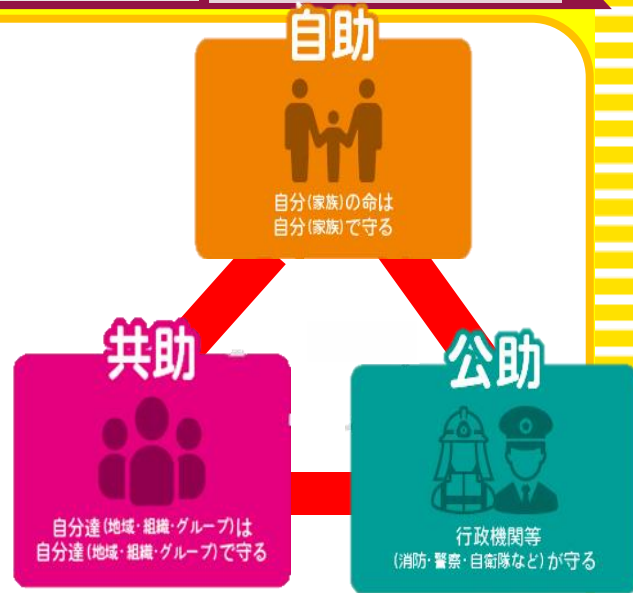 自助
自分(家族)の命は
自分(家族)で守る
共助
自分達(地域・組織・グループ)は
自分達(地域・組織・グループ)で守る
公助
行政機関等
(消防・警察・自衛隊など)が守る